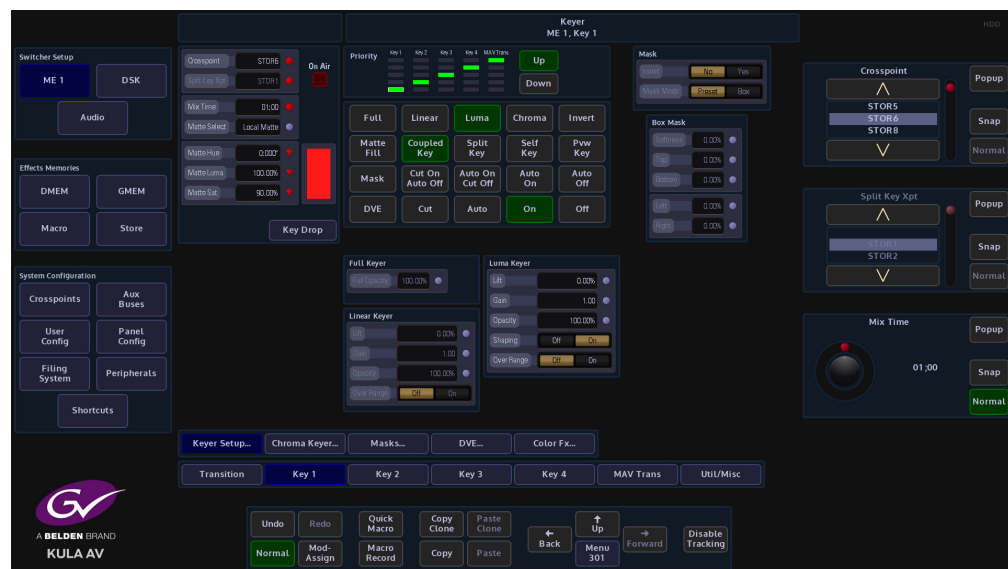 Keyer
ME 1, Key 1
HDD
Switcher Setup
ME 1
DSK
Audio
Effects Memories
DMEM
GMEM
Macro
Store
System Configuration
Crosspoints
Aux
Buses
User
Config
Panel
Config
Filing
System
Peripherals
Shortcuts
Crosspoint
STOR6
On Air
Split Key Xpt
STOR1
Mix Time
01;00
Matte Select
Local Matte
Matte Hue
0.000°
Matte Luma
100.00%
Matte Sat
90.00%
Key Drop
Priority
Key 1
Key 2
Key 3
Key 4
MAV Trans
Up
Down
Full
Linear
Luma
Chroma
Invert
Matte
Fill
Coupled
Key
Split
Key
Self
Key
Pvw
Key
Mask
Cut On
Auto Off
Auto On
Cut Off
Auto
On
Auto
Off
DVE
Cut
Auto
On
Off
Full Keyer
Full Opacity
100.00%
Linear Keyer
Lift
0.00%
Gain
1.00
Opacity
100.00%
Over Range
Off
On
Luma Keyer
Lift
0.00%
Gain
1.00
Opacity
100.00%
Shaping
Off
On
Over Range
Off
On
Mask
Invert
No
Yes
Mask Mode
Preset
Box
Box Mask
Softness
0.00%
Top
0.00%
Bottom
0.00%
Left
0.00%
Right
0.00%
Crosspoint
STOR5
STOR6
STOR8
Popup
Snap
Normal
Split Key Xpt
STOR1
STOR2
Popup
Snap
Normal
Mix Time
01;00
Popup
Snap
Normal
Keyer Setup...
Chroma Keyer...
Masks...
DVE...
Color Fx...
Transition
Key 1
Key 2
Key 3
Key 4
MAV Trans
Util/Misc
GV
A BELDEN BRAND
KULA AV
Undo
Redo
Quick
Macro
Copy
Clone
Paste
Clone
Normal
Mod-
Assign
Macro
Record
Copy
Paste
Back
Up
Menu
301
Forward
Disable
Tracking